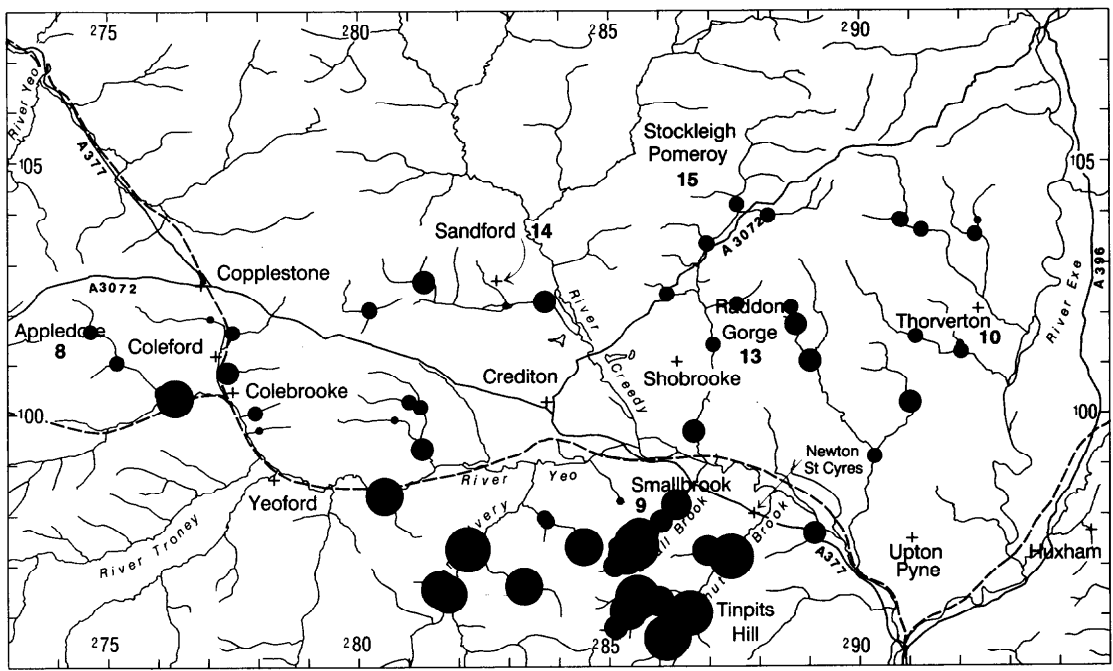 275
280
285
290
River Yeo
A377
105
Stockleigh
Pomeroy
15
105
A3072
Sandford 14
Copplestone
A3072
River Exe
A396
River
Creedy
Appledore
8
Coleford
Raddon
Gorge
13
Thorverton
10
Crediton
Shobrooke
Colebrooke
100
100
Newton
St Cyres
River Yeo
Smallbrook
9
Yeoford
River Troney
Brook
Brook
A377
Upton
Pyne
Huxham
Tinpits
Hill
275
280
285
290